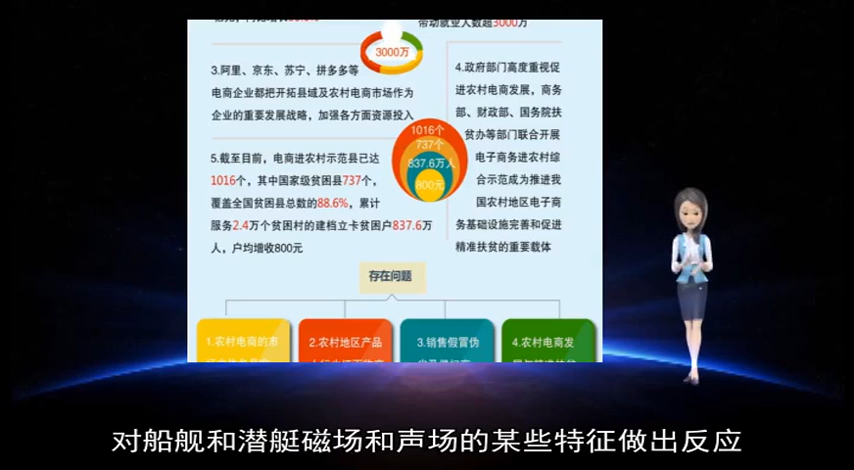 带动就业人数超3000万
3000万
3.阿里、京东、苏宁、拼多多等
电商企业都把开拓县域及农村电商市场作为
企业的重要发展战略，加强各方面资源投入
4.政府部门高度重视促
进农村电商发展，商务
部、财政部、国务院扶
贫办等部门联合开展
电子商务进农村综
合示范成为推进我
国农村地区电子商
务基础设施完善和促进
精准扶贫的重要载体
1016个
737个
837.6万人
800元
5.截至目前，电商进农村示范县已达
1016个，其中国家级贫困县737个，
覆盖全国贫困县总数的88.6%，累计
服务2.4万个贫困村的建档立卡贫困户837.6万
人，户均增收800元
存在问题
1.农村电商的市
2.农村地区产品
3.销售假冒伪
4.农村电商发
对船舰和潜艇磁场和声场的某些特征做出反应